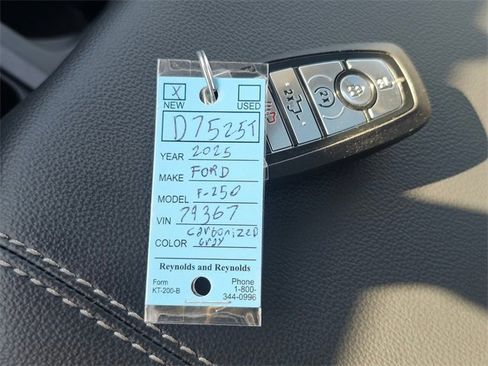 X
NEW USED
D7525T
YEAR 2025
MAKE FORD
MODEL F-250
VIN 79367
Carbonized
COLOR Gray
Reynolds and Reynolds
Form Phone
KT-200-B 1-800-
344-0996
2x